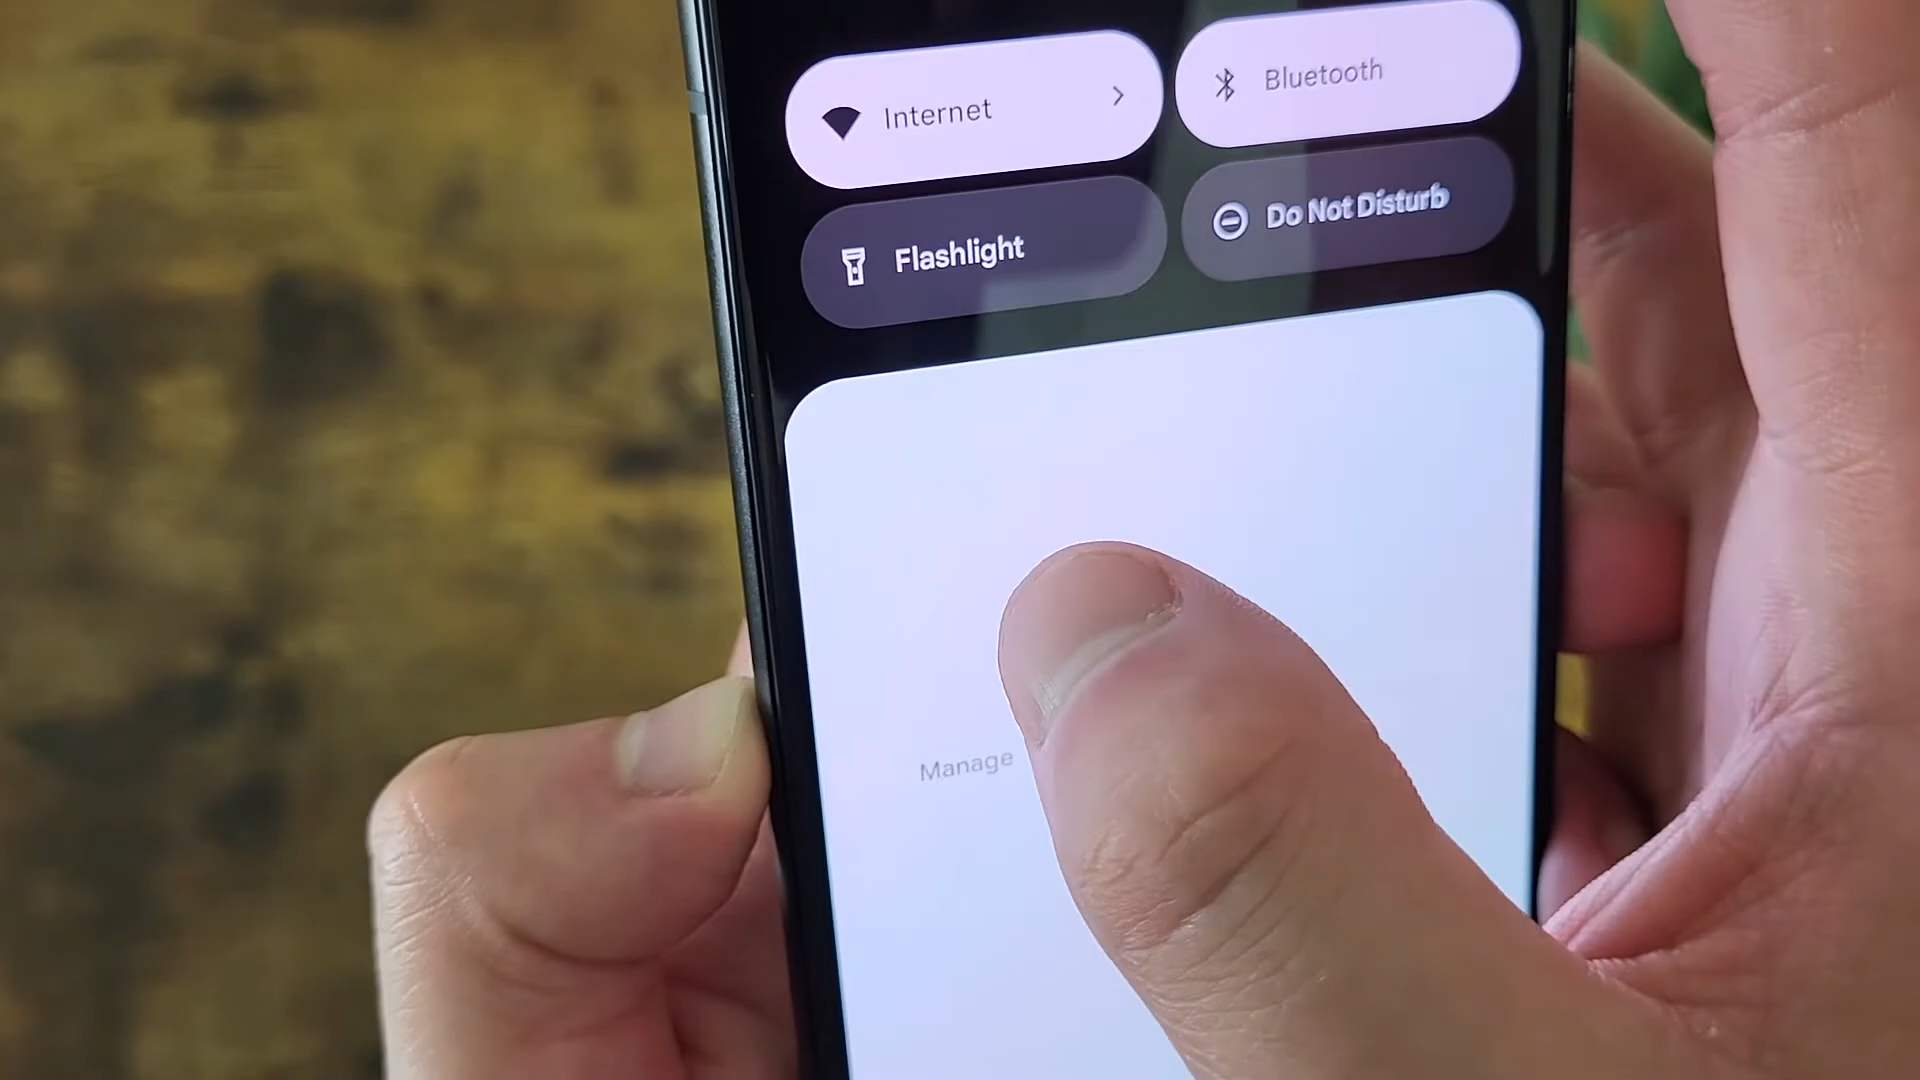 Internet
Bluetooth
Flashlight
Do Not Disturb
Manage